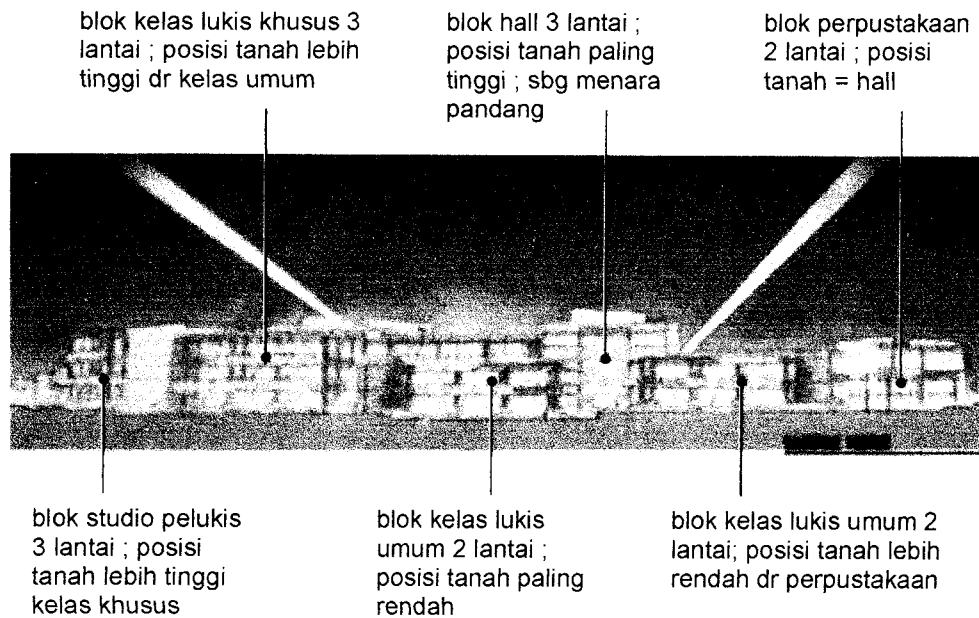 blok kelas lukis khusus 3
lantai ; posisi tanah lebih
tinggi dr kelas umum
blok hall 3 lantai ;
posisi tanah paling
tinggi ; sbg menara
pandang
blok perpustakaan
2 lantai ; posisi
tanah = hall
blok studio pelukis
3 lantai ; posisi
tanah lebih tinggi
kelas khusus
blok kelas lukis
umum 2 lantai ;
posisi tanah paling
rendah
blok kelas lukis umum 2
lantai; posisi tanah lebih
rendah dr perpustakaan